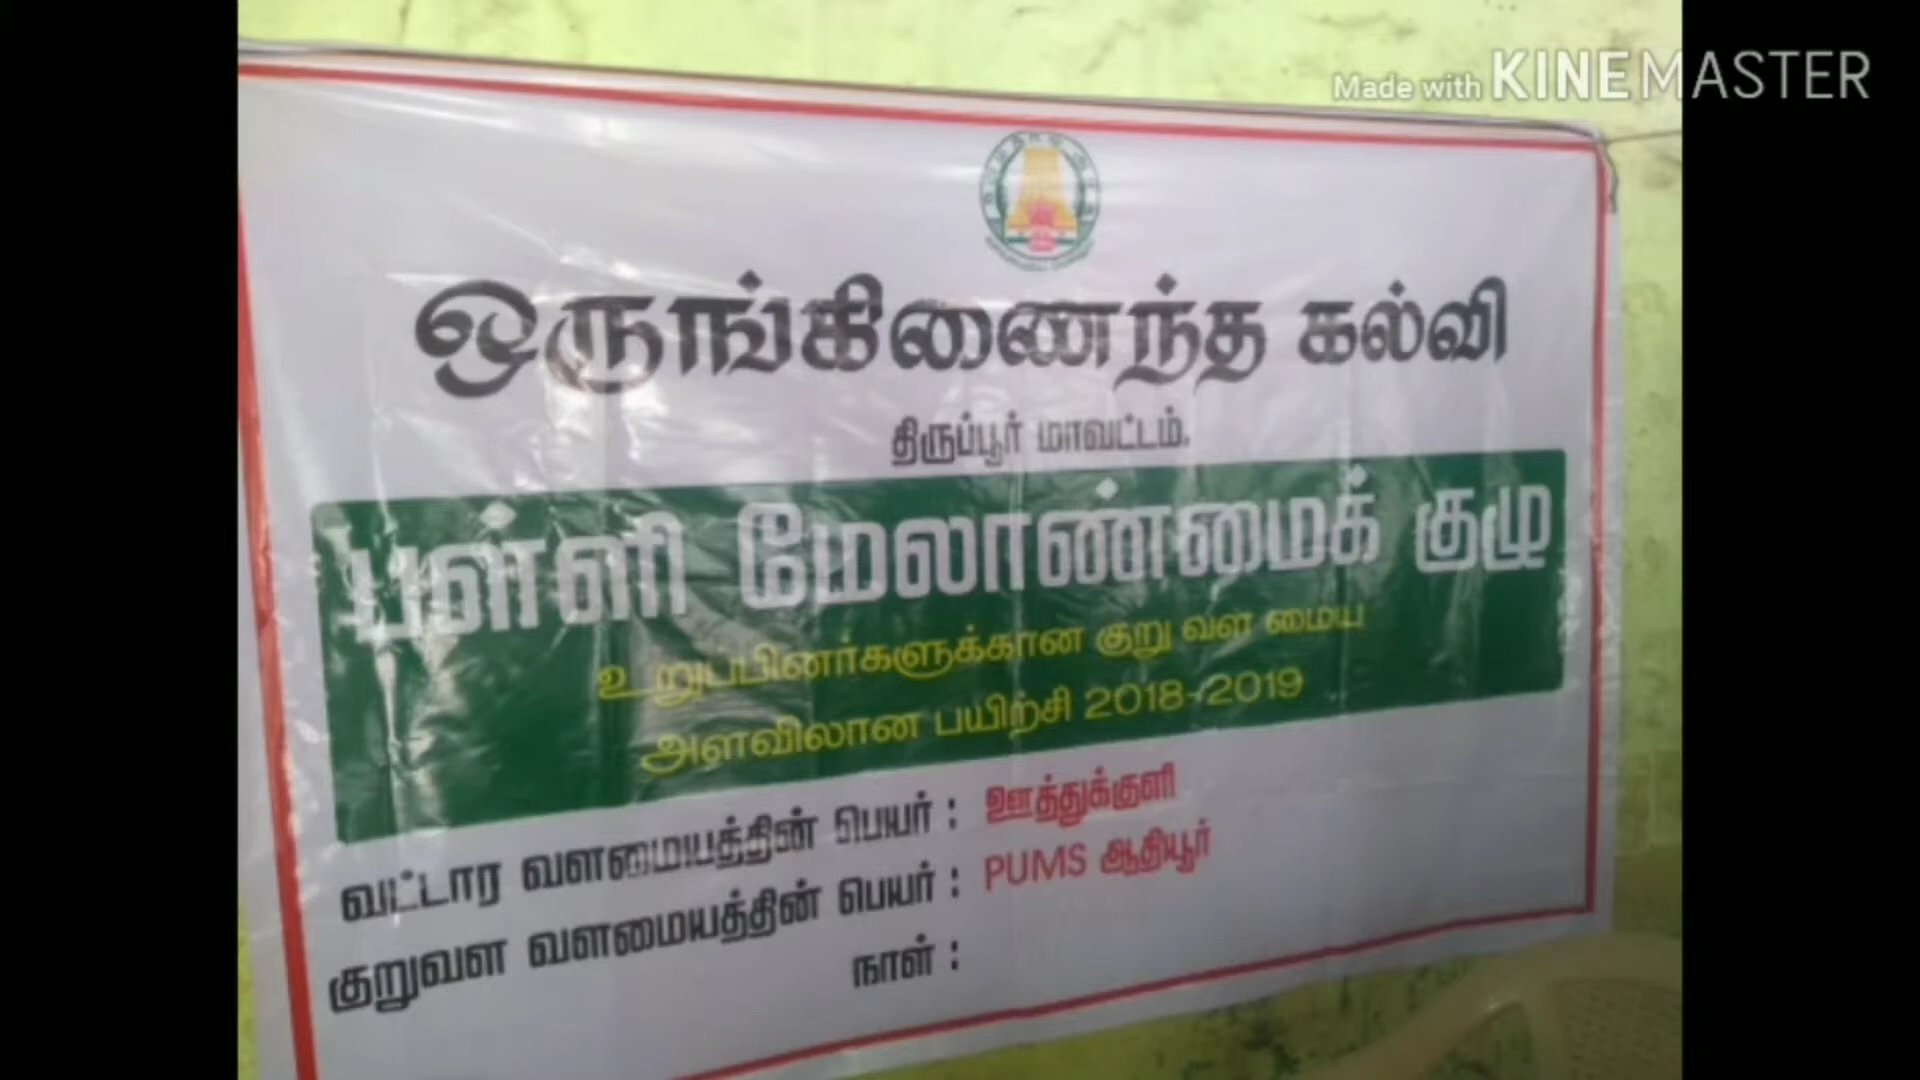 Made with KINEMASTER
ஒருங்கிணைந்த கல்வி
திருப்பூர் மாவட்டம்.
பள்ளி மேலாண்மைக் குழு
உறுப்பினர்களுக்கான குறு வள மைய
அளவிலான பயிற்சி 2018-2019
வட்டார வளமையத்தின் பெயர் : ஊத்துக்குளி
குறுவள வளமையத்தின் பெயர் : PUMS ஆதியூர்
நாள் :